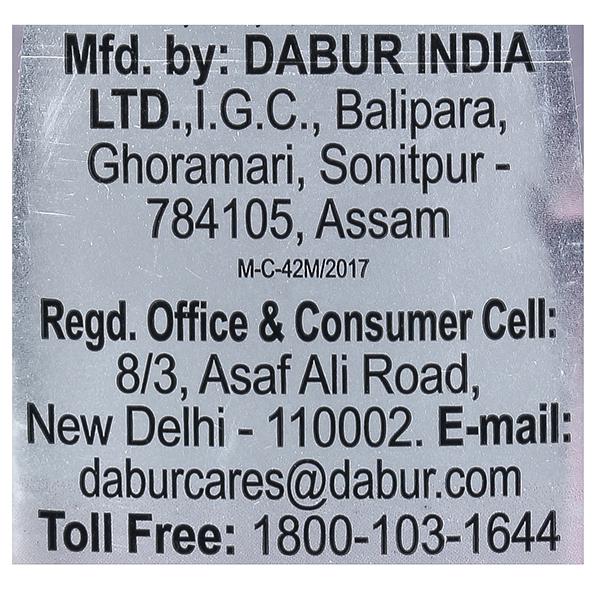 Mfd. by: DABUR INDIA
LTD.,I.G.C., Balipara,
Ghoramari, Sonitpur -
784105, Assam
M-C-42M/2017
Regd. Office & Consumer Cell:
8/3, Asaf Ali Road,
New Delhi - 110002. E-mail:
daburcares@dabur.com
Toll Free: 1800-103-1644